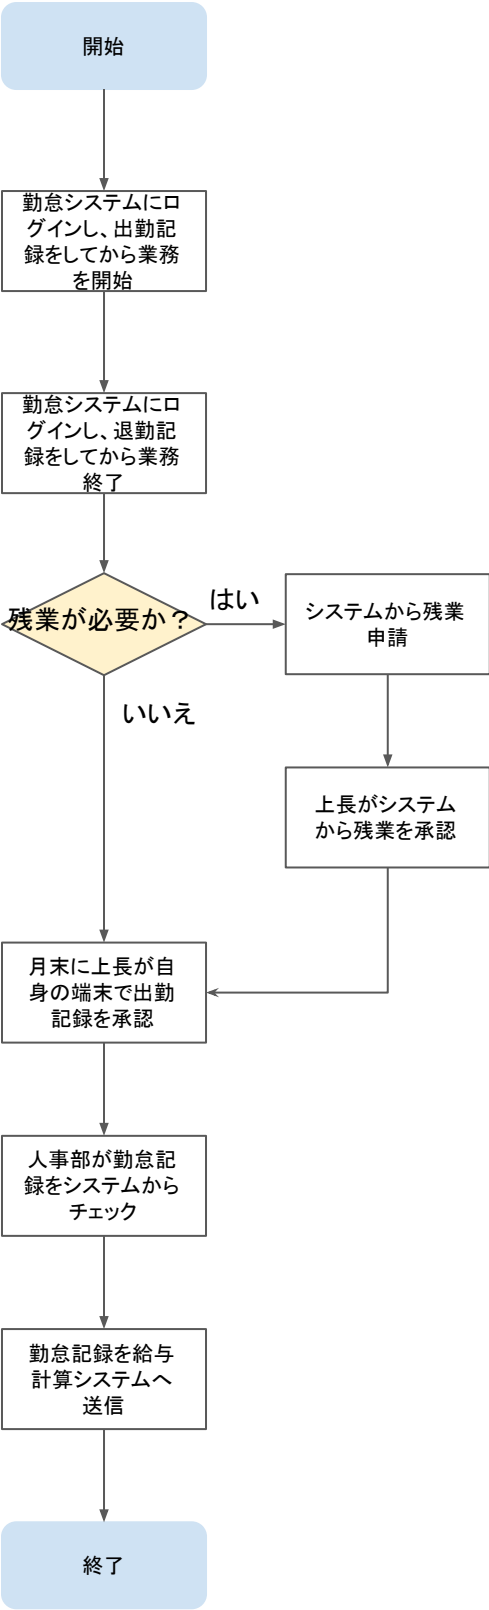 開始
勤怠システムにロ
グインし、出勤記
録をしてから業務
を開始
勤怠システムにロ
グインし、退勤記
録をしてから業務
終了
残業が必要か？
はい
システムから残業
申請
いいえ
上長がシステム
から残業を承認
月末に上長が自
身の端末で出勤
記録を承認
人事部が勤怠記
録をシステムから
チェック
勤怠記録を給与
計算システムへ
送信
終了